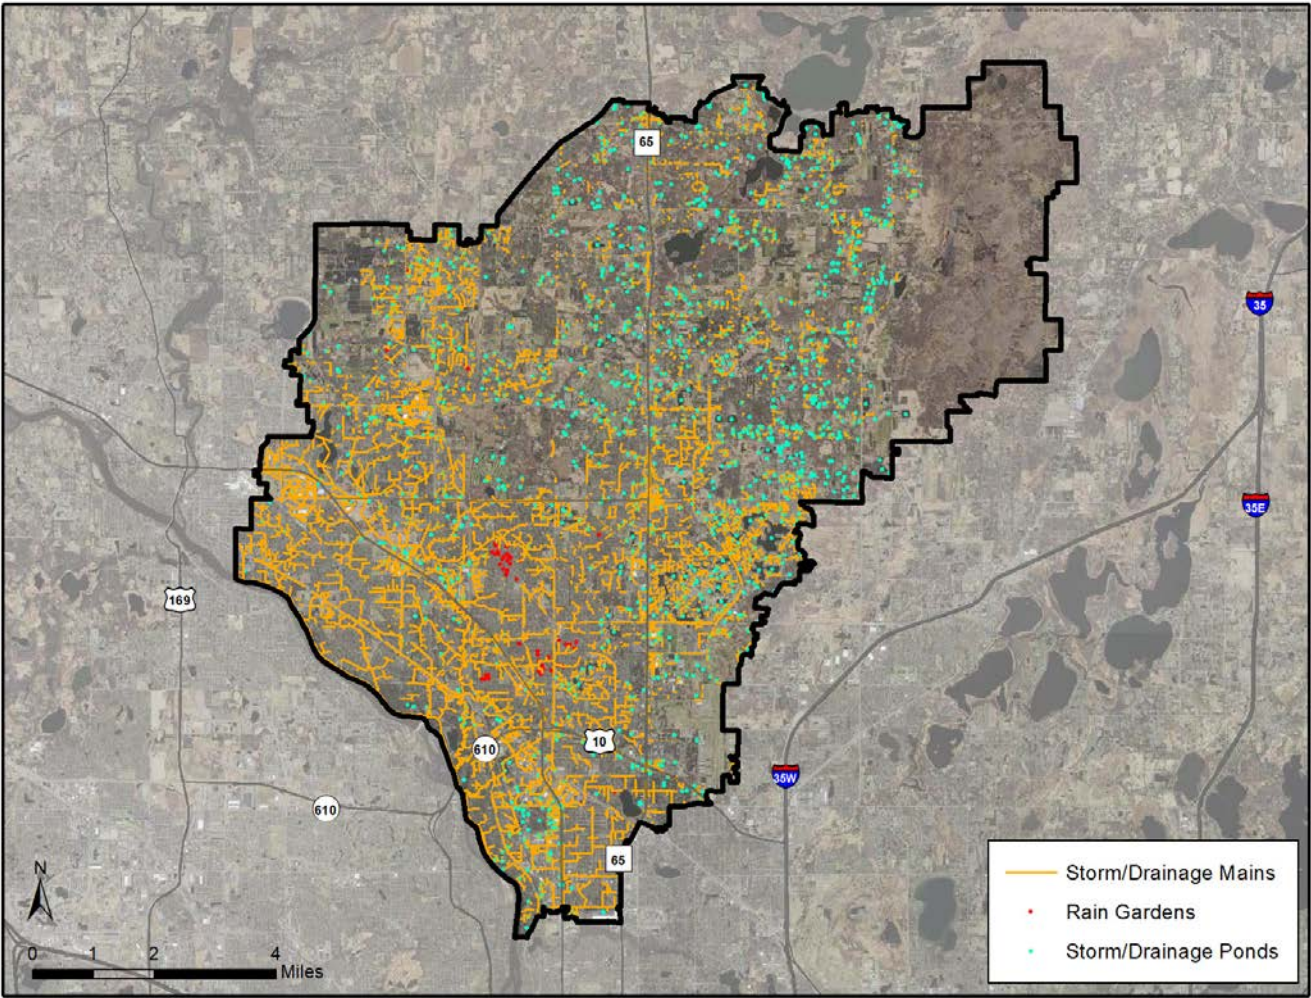 65
35
35E
169
10
610
35W
610
65
N
0 1 2 4
Miles
Storm/Drainage Mains
Rain Gardens
Storm/Drainage Ponds